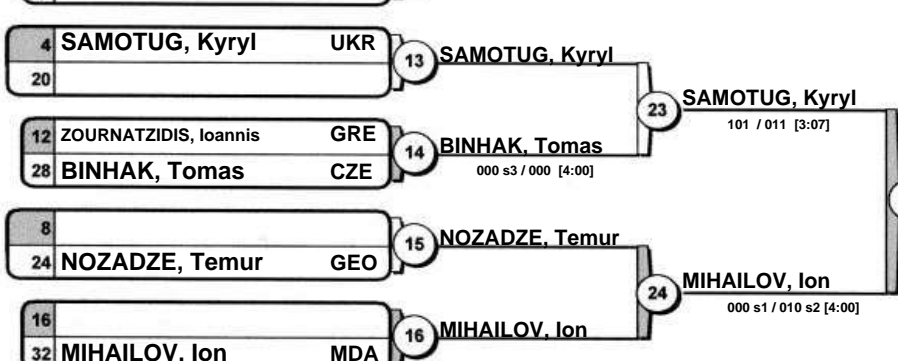 4 SAMOTUG, Kyryl UKR
20
13 SAMOTUG, Kyryl
23 SAMOTUG, Kyryl
101 / 011 [3:07]
12 ZOURNATZIDIS, Ioannis GRE
28 BINHAK, Tomas CZE
14 BINHAK, Tomas
000 s3 / 000 [4:00]
8
24 NOZADZE, Temur GEO
15 NOZADZE, Temur
24 MIHAILOV, Ion
000 s1 / 010 s2 [4:00]
16
32 MIHAILOV, Ion MDA
16 MIHAILOV, Ion